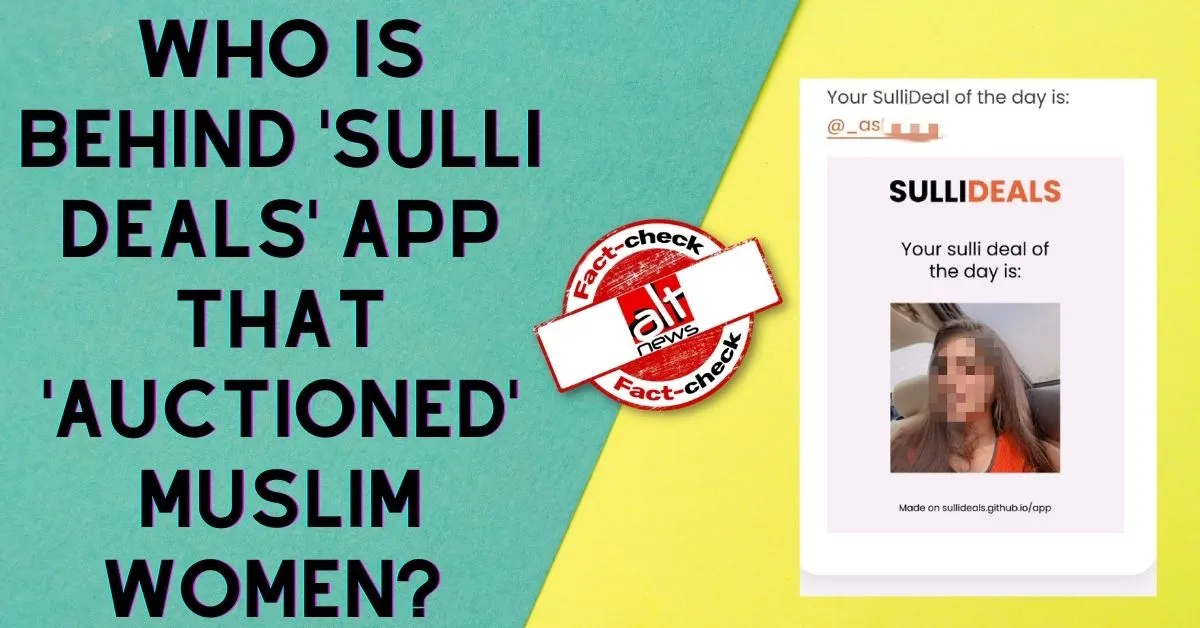 WHO IS
BEHIND 'SULLI
DEALS' APP
THAT
'AUCTIONED'
MUSLIM
WOMEN?
Fact-check
alt
news
Fact-check
Your SulliDeal of the day is:
SULLIDEALS
Your sulli deal of
the day is:
Made on sullideals.github.io/app